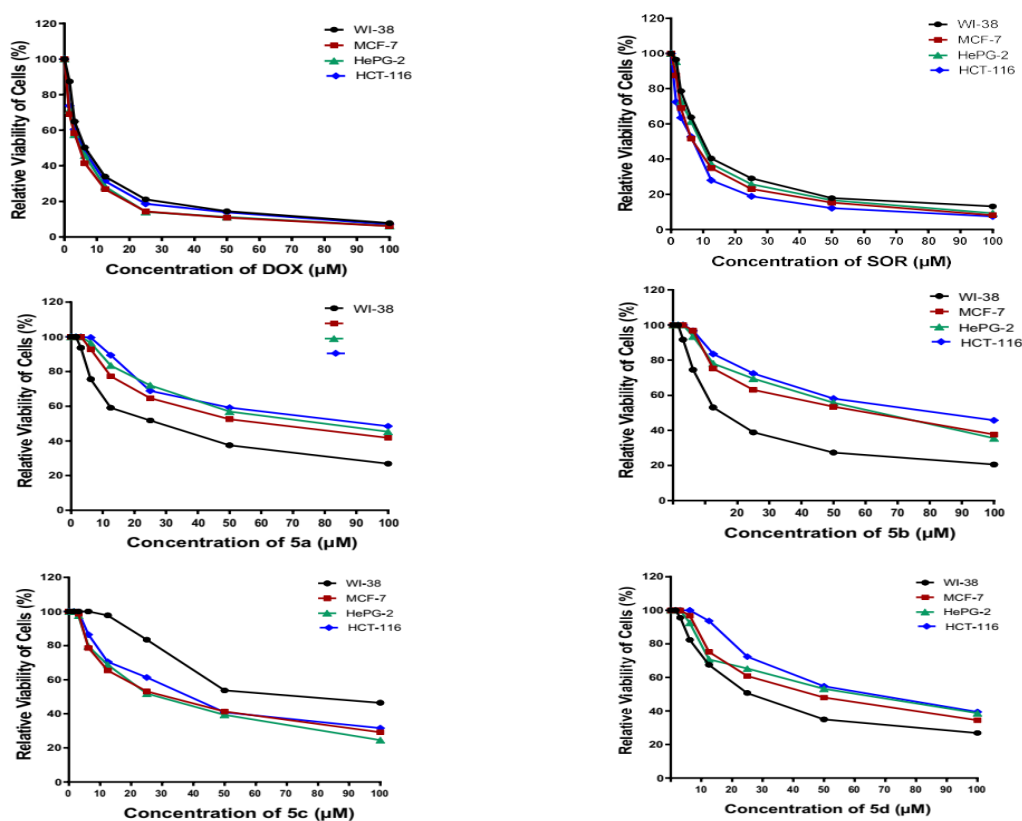 Relative Viability of Cells (%)
120
100
80
60
40
20
0
0 10 20 30 40 50 60 70 80 90 100
Concentration of DOX (µM)
WI-38
MCF-7
HePG-2
HCT-116
Relative Viability of Cells (%)
120
100
80
60
40
20
0
0 10 20 30 40 50 60 70 80 90 100
Concentration of SOR (µM)
WI-38
MCF-7
HePG-2
HCT-116
Relative Viability of Cells (%)
120
100
80
60
40
20
0
0 10 20 30 40 50 60 70 80 90 100
Concentration of 5a (µM)
WI-38
Relative Viability of Cells (%)
120
100
80
60
40
20
0
0 20 30 40 50 60 70 80 90 100
Concentration of 5b (µM)
WI-38
MCF-7
HePG-2
HCT-116
Relative Viability of Cells (%)
120
100
80
60
40
20
0
0 10 20 30 40 50 60 70 80 90 100
Concentration of 5c (µM)
WI-38
MCF-7
HePG-2
HCT-116
Relative Viability of Cells (%)
120
100
80
60
40
20
0
0 10 20 30 40 50 60 70 80 90 100
Concentration of 5d (µM)
WI-38
MCF-7
HePG-2
HCT-116